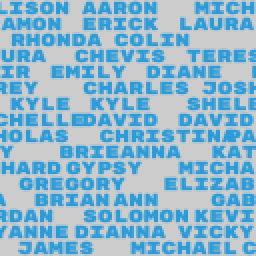 LISON AARON MICH
AMON ERICK LAURA
RHONDA COLIN
URA CHEVIS TERES
IR EMILY DIANE
REY CHARLES JOSH
KYLE KYLE SHELE
CHELLE DAVID DAVID
HOLAS CHRISTINA PA
Y BRIEANNA KAT
HARD GYPSY MICHA
GREGORY ELIZAB
A BRIAN ANN GAB
RDAN SOLOMON KEVI
YANNE DIANNA VICKY
JAMES MICHAEL C